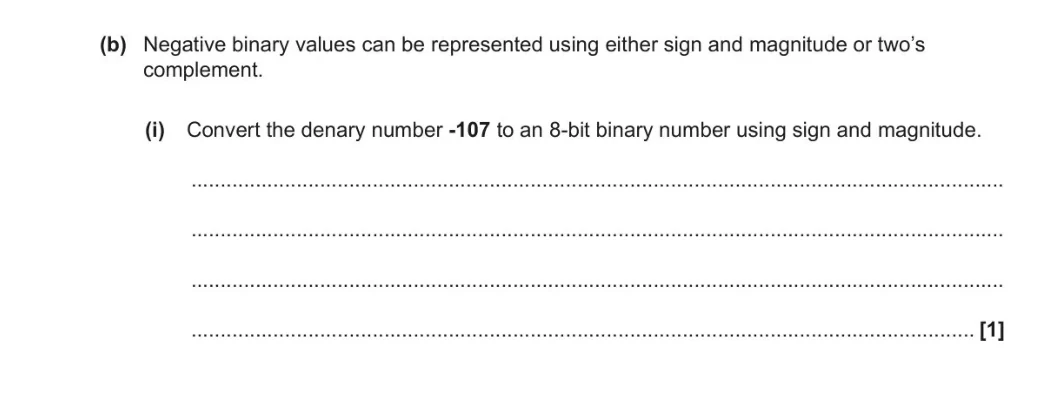 (b) Negative binary values can be represented using either sign and magnitude or two’s
complement.
(i) Convert the denary number -107 to an 8-bit binary number using sign and magnitude.
[1]